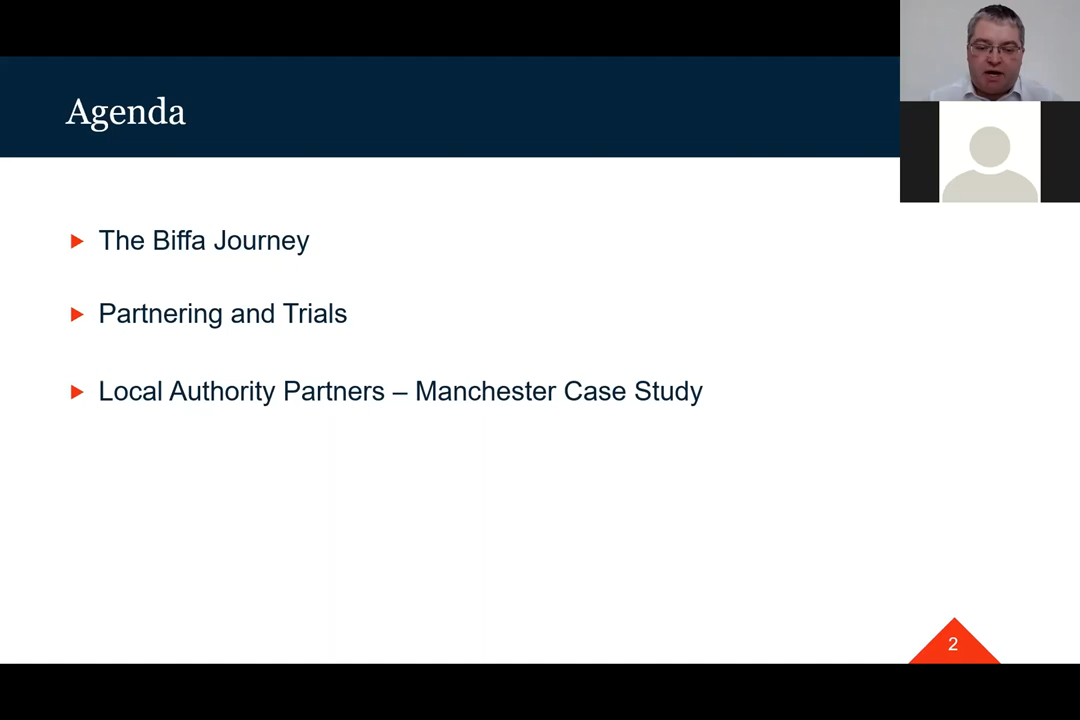 Agenda
The Biffa Journey
Partnering and Trials
Local Authority Partners – Manchester Case Study
2